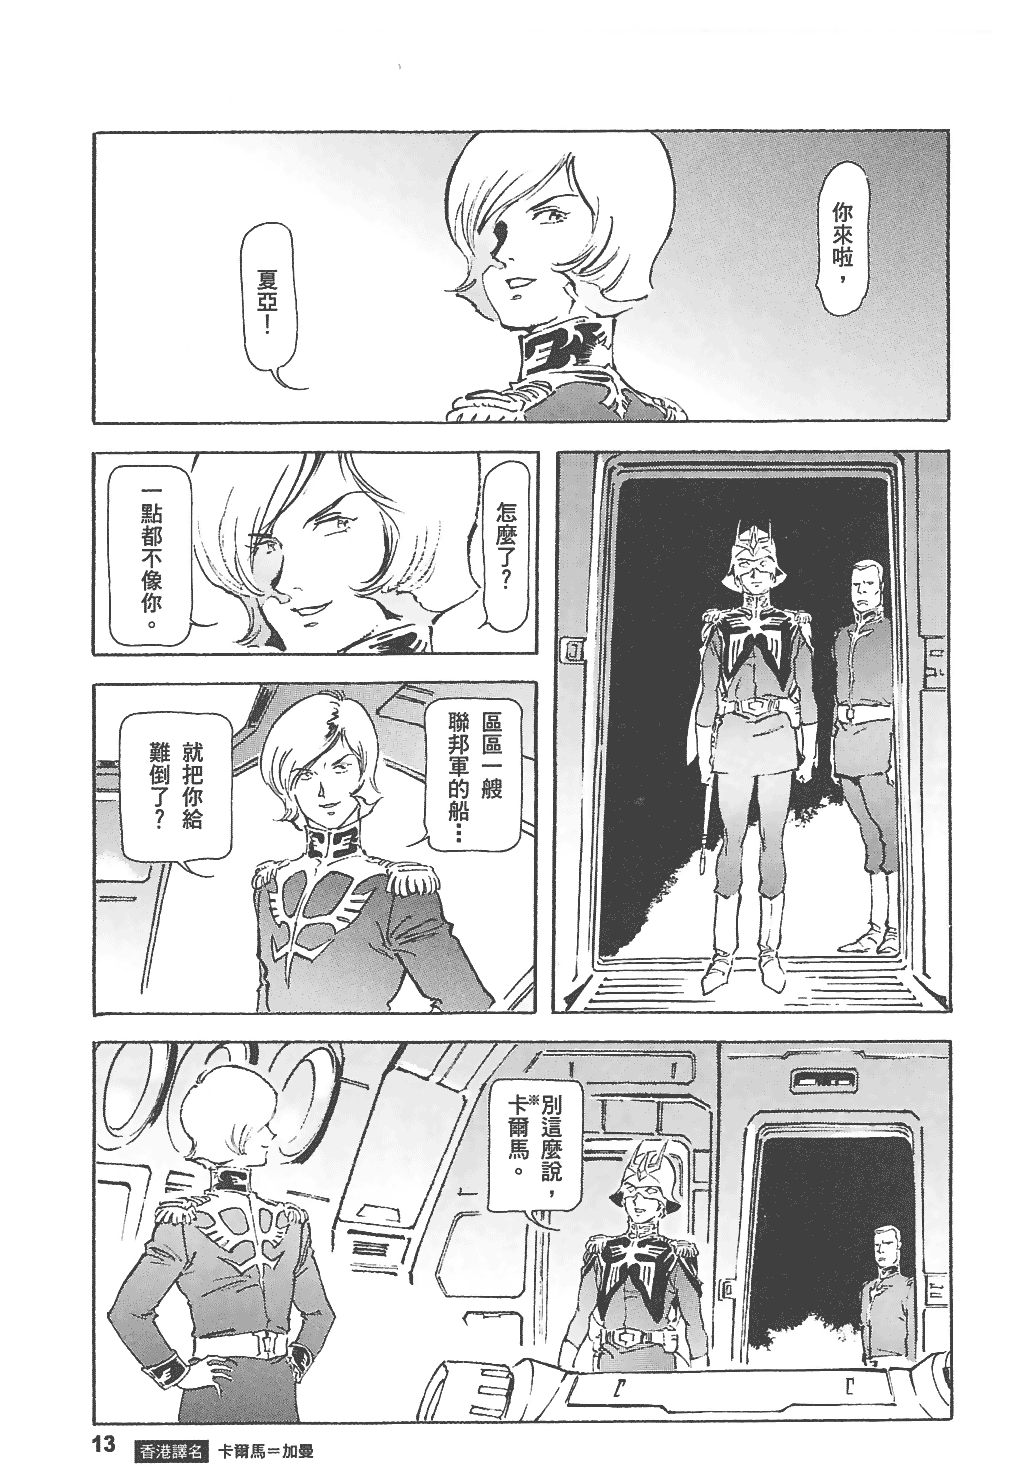 你來啦，
夏亞！
怎麼了？
一點都不像你。
區區一艘
聯邦軍的船…
就把你給
難倒了？
別這麼說，
※卡爾馬。
13
香港譯名 卡爾馬＝加曼